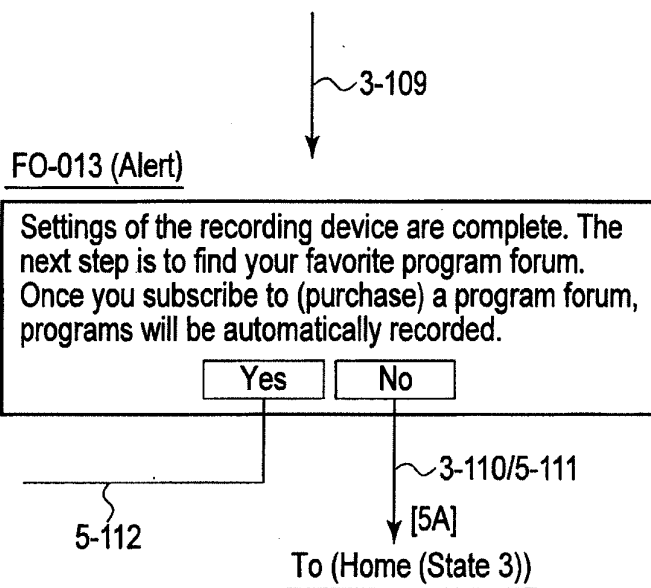 3-109
FO-013 (Alert)
Settings of the recording device are complete. The
next step is to find your favorite program forum.
Once you subscribe to (purchase) a program forum,
programs will be automatically recorded.
Yes No
3-110/5-111
5-112
[5A]
To (Home (State 3))